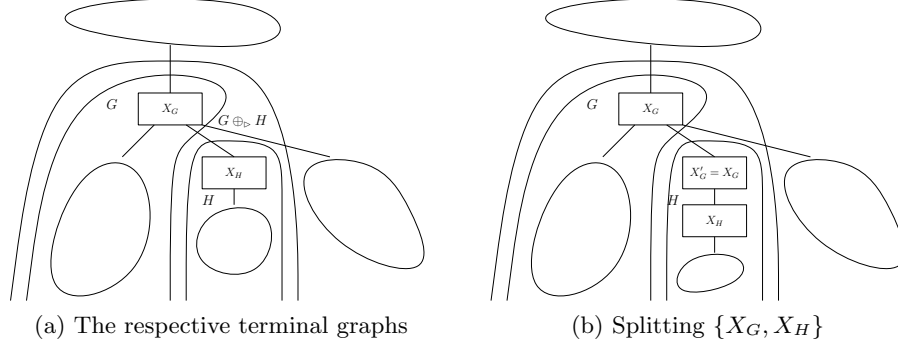 G
X_G
G ⊕_▷ H
X_H
H
(a) The respective terminal graphs
G
X_G
X'_G = X_G
H
X_H
(b) Splitting {X_G, X_H}